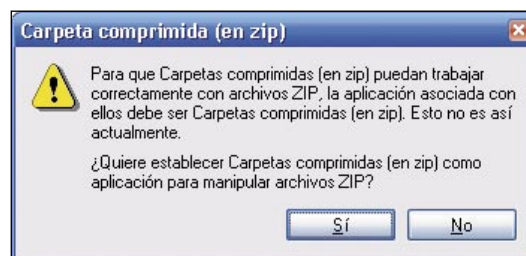 Carpeta comprimida (en zip)
Para que Carpetas comprimidas (en zip) puedan trabajar
correctamente con archivos ZIP, la aplicación asociada con
ellos debe ser Carpetas comprimidas (en zip). Esto no es así
actualmente.
¿Quiere establecer Carpetas comprimidas (en zip) como
aplicación para manipular archivos ZIP?
Sí
No